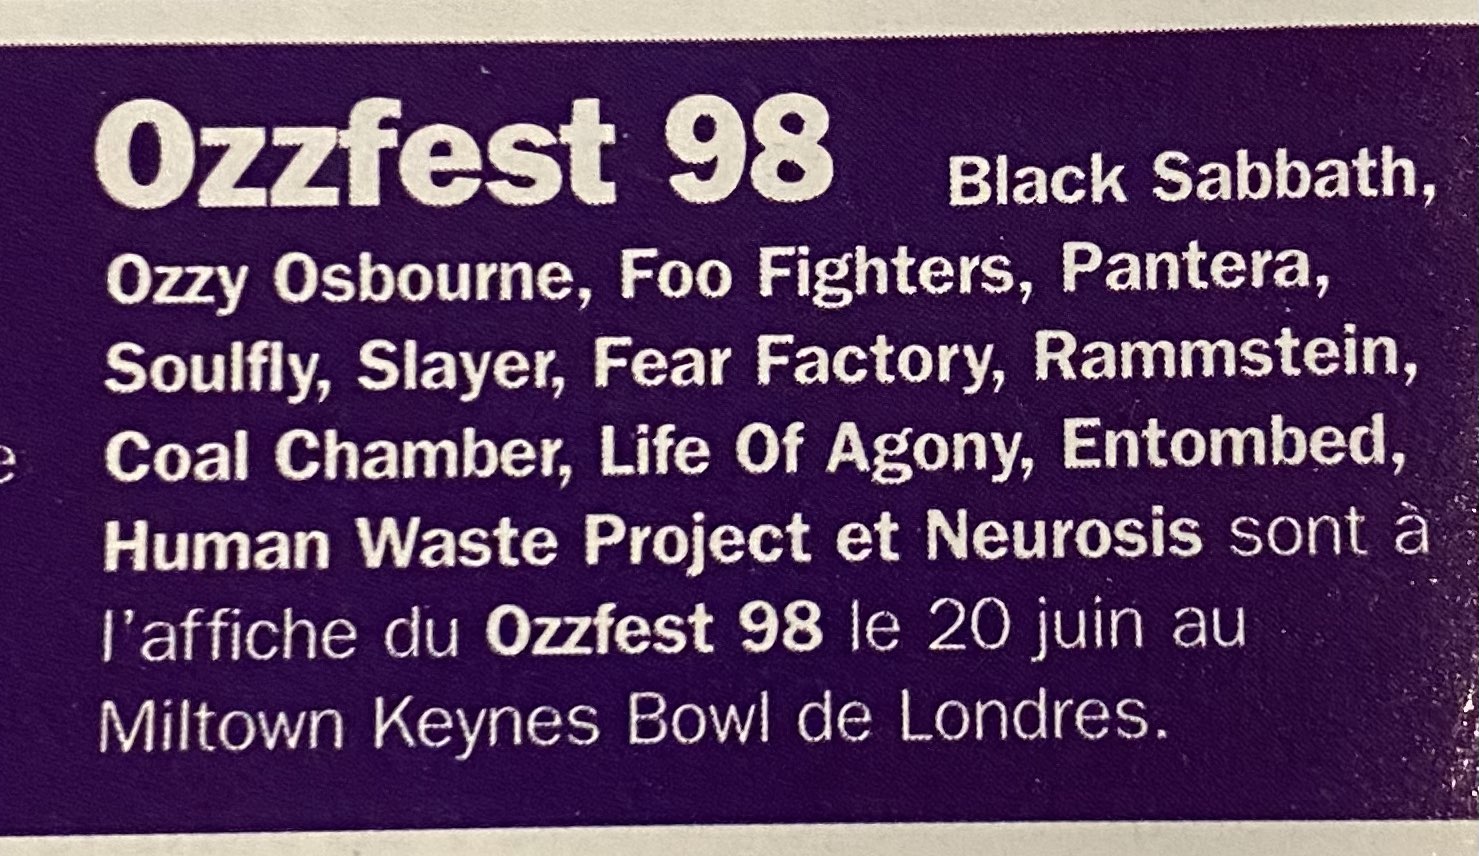 Ozzfest 98 Black Sabbath,
Ozzy Osbourne, Foo Fighters, Pantera,
Soulfly, Slayer, Fear Factory, Rammstein,
Coal Chamber, Life Of Agony, Entombed,
Human Waste Project et Neurosis sont à
l'affiche du Ozzfest 98 le 20 juin au
Miltown Keynes Bowl de Londres.